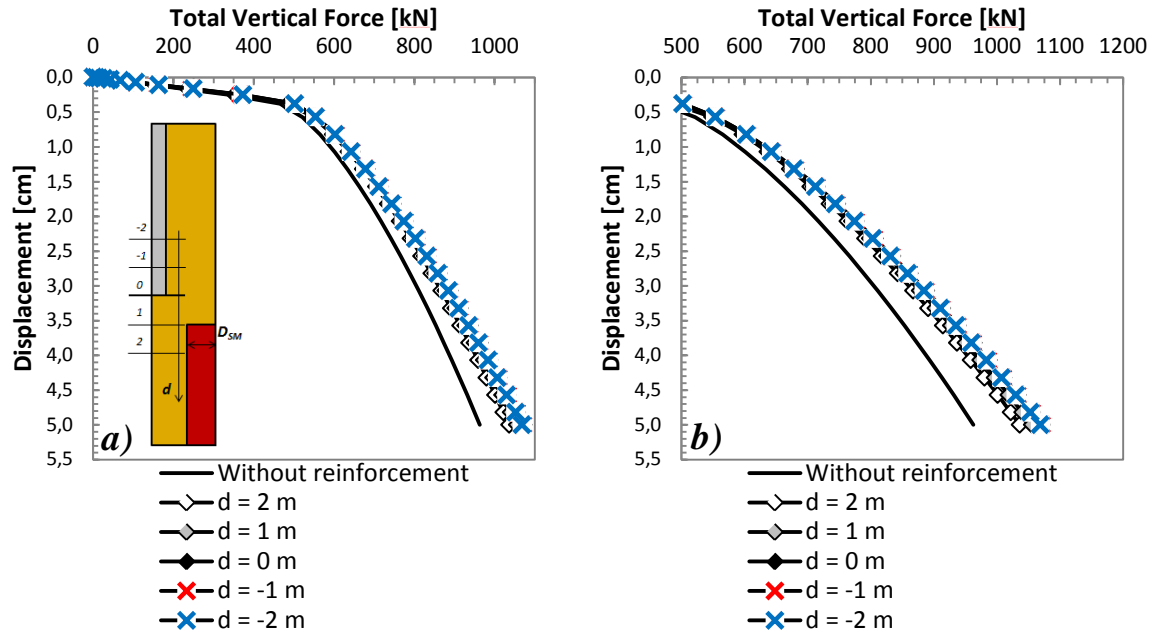 Total Vertical Force [kN]
0 200 400 600 800 1000
Displacement [cm]
0,0
0,5
1,0
1,5
2,0
2,5
3,0
3,5
4,0
4,5
5,0
5,5
-2
-1
0
1
2
d
DSM
a)
Without reinforcement
d = 2 m
d = 1 m
d = 0 m
d = -1 m
d = -2 m
Total Vertical Force [kN]
500 600 700 800 900 1000 1100 1200
Displacement [cm]
0,0
0,5
1,0
1,5
2,0
2,5
3,0
3,5
4,0
4,5
5,0
5,5
b)
Without reinforcement
d = 2 m
d = 1 m
d = 0 m
d = -1 m
d = -2 m